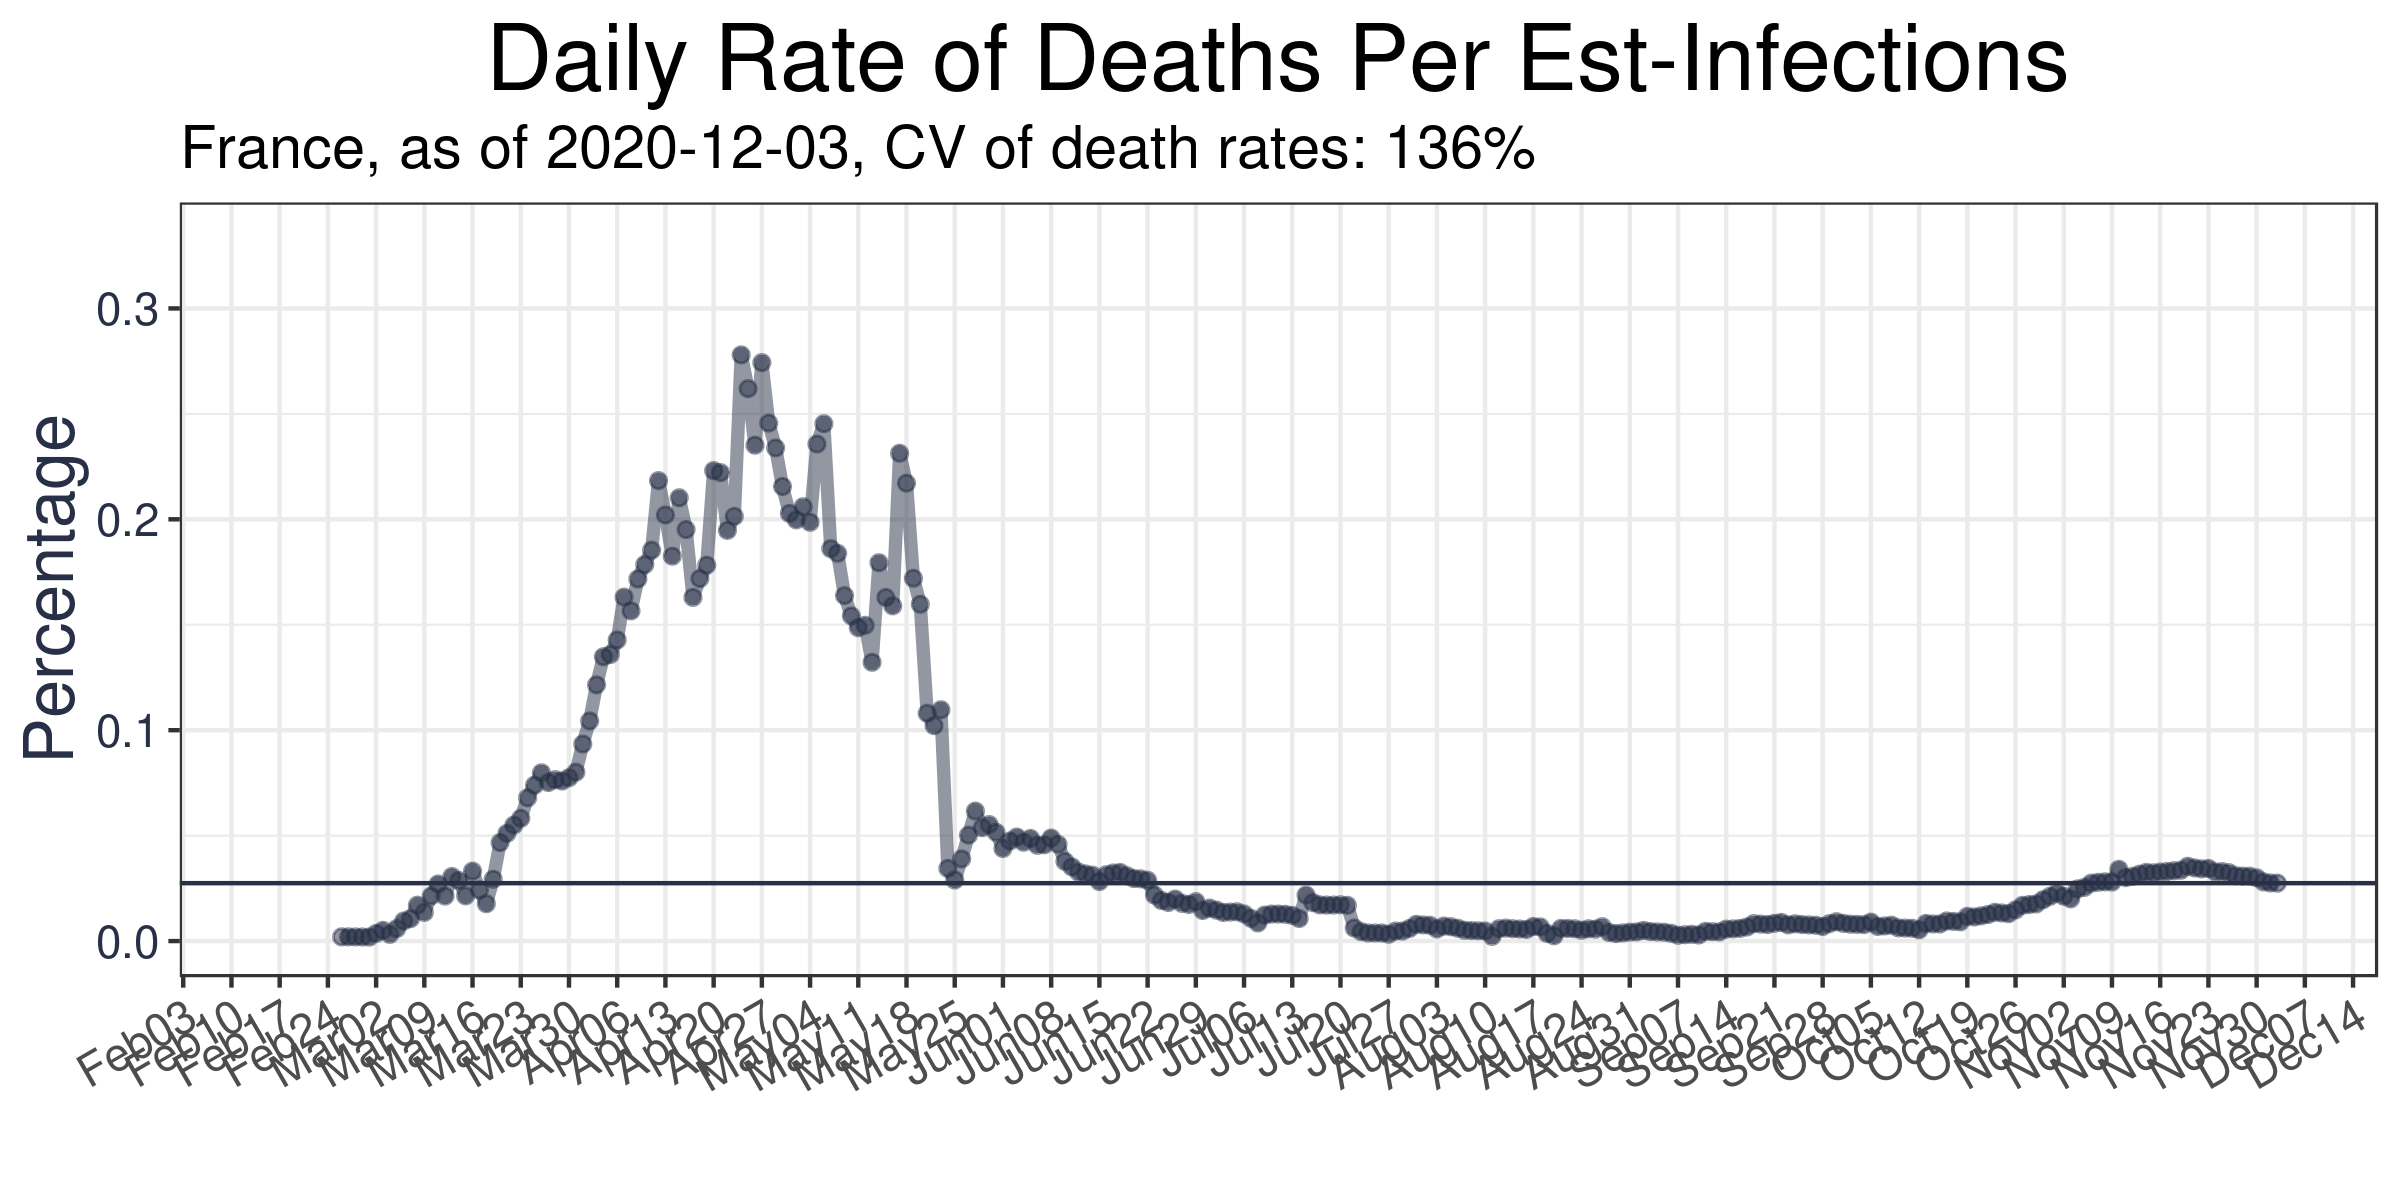 Daily Rate of Deaths Per Est-Infections
France, as of 2020-12-03, CV of death rates: 136%
Percentage
0.3
0.2
0.1
0.0
Feb03
Feb10
Feb17
Feb24
Mar02
Mar09
Mar16
Mar23
Mar30
Apr06
Apr13
Apr20
Apr27
May04
May11
May18
May25
Jun01
Jun08
Jun15
Jun22
Jun29
Jul06
Jul13
Jul20
Jul27
Aug03
Aug10
Aug17
Aug24
Aug31
Sep07
Sep14
Sep21
Sep28
Oct05
Oct12
Oct19
Oct26
Nov02
Nov09
Nov16
Nov23
Nov30
Dec07
Dec14